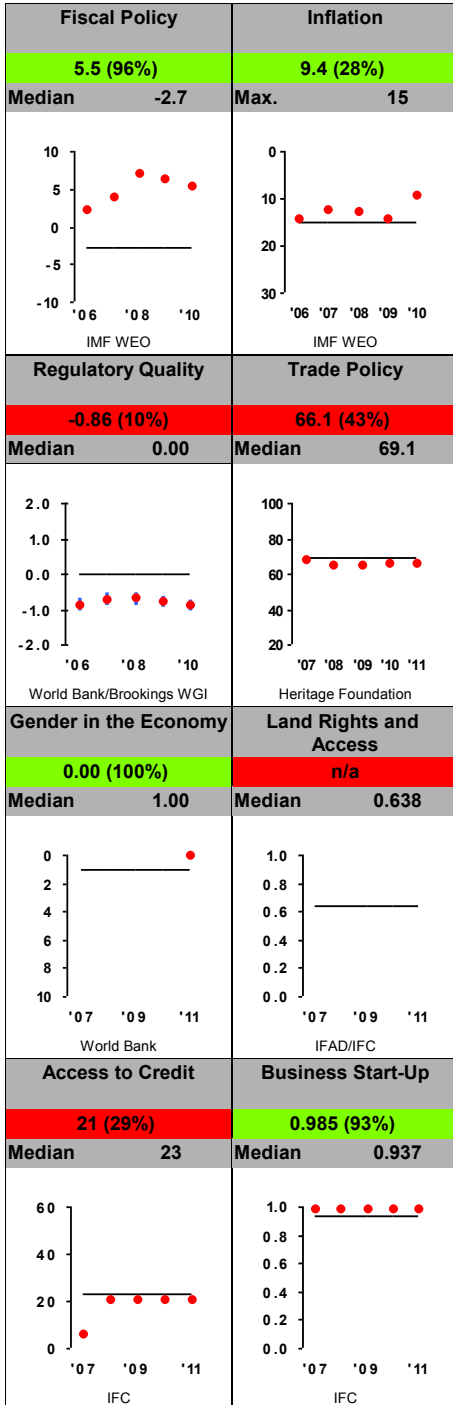 Fiscal Policy
5.5 (96%)
Median -2.7
10
5
0
-5
-10
'06 '08 '10
IMF WEO
Inflation
9.4 (28%)
Max. 15
0
10
20
30
'06 '07 '08 '09 '10
IMF WEO
Regulatory Quality
-0.86 (10%)
Median 0.00
2.0
1.0
0.0
-1.0
-2.0
'06 '08 '10
World Bank/Brookings WGI
Trade Policy
66.1 (43%)
Median 69.1
100
80
60
40
20
'07 '08 '09 '10 '11
Heritage Foundation
Gender in the Economy
0.00 (100%)
Median 1.00
0
2
4
6
8
10
'07 '09 '11
World Bank
Land Rights and
Access
n/a
Median 0.638
1.0
0.8
0.6
0.4
0.2
0.0
'07 '09 '11
IFAD/IFC
Access to Credit
21 (29%)
Median 23
60
40
20
0
'07 '09 '11
IFC
Business Start-Up
0.985 (93%)
Median 0.937
1.0
0.8
0.6
0.4
0.2
0.0
'07 '09 '11
IFC